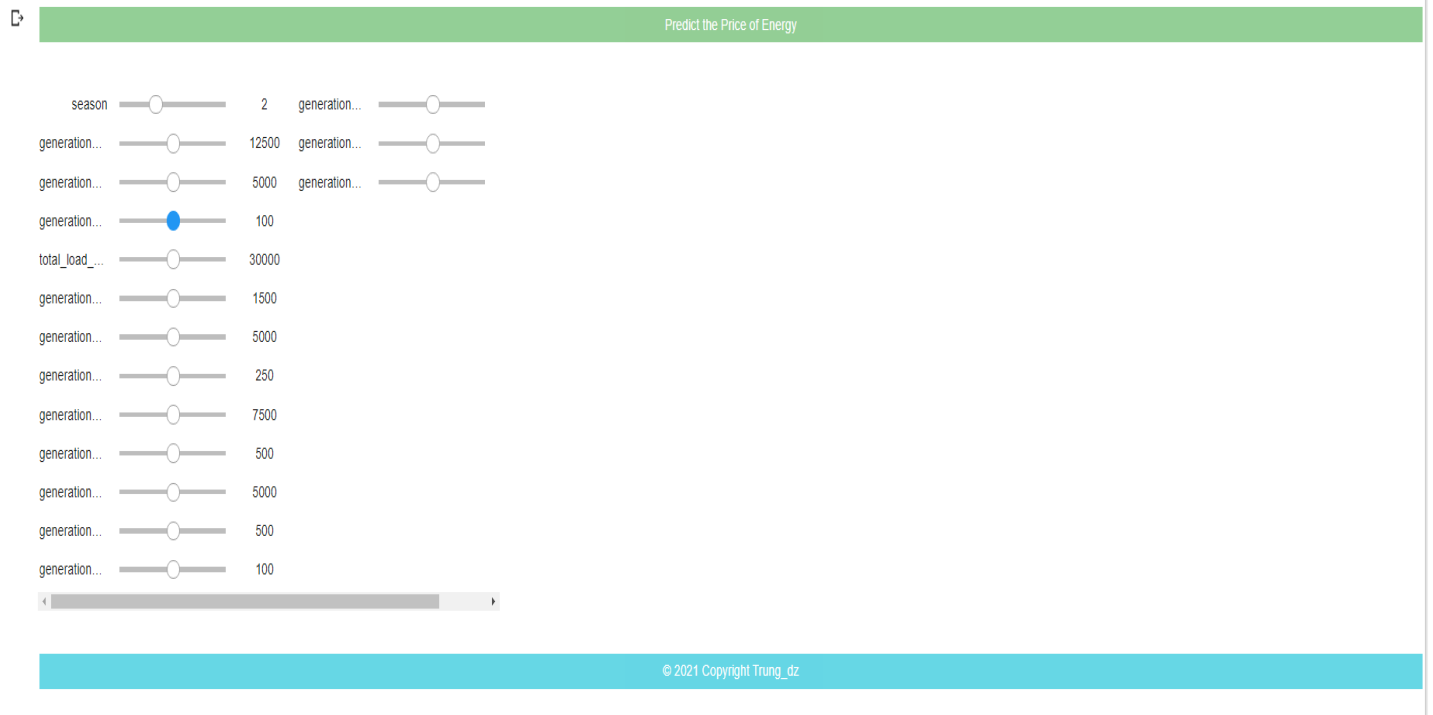 Predict the Price of Energy
season 2 generation...
generation... 12500 generation...
generation... 5000 generation...
generation... 100
total_load_... 30000
generation... 1500
generation... 5000
generation... 250
generation... 7500
generation... 500
generation... 5000
generation... 500
generation... 100
© 2021 Copyright Trung_dz